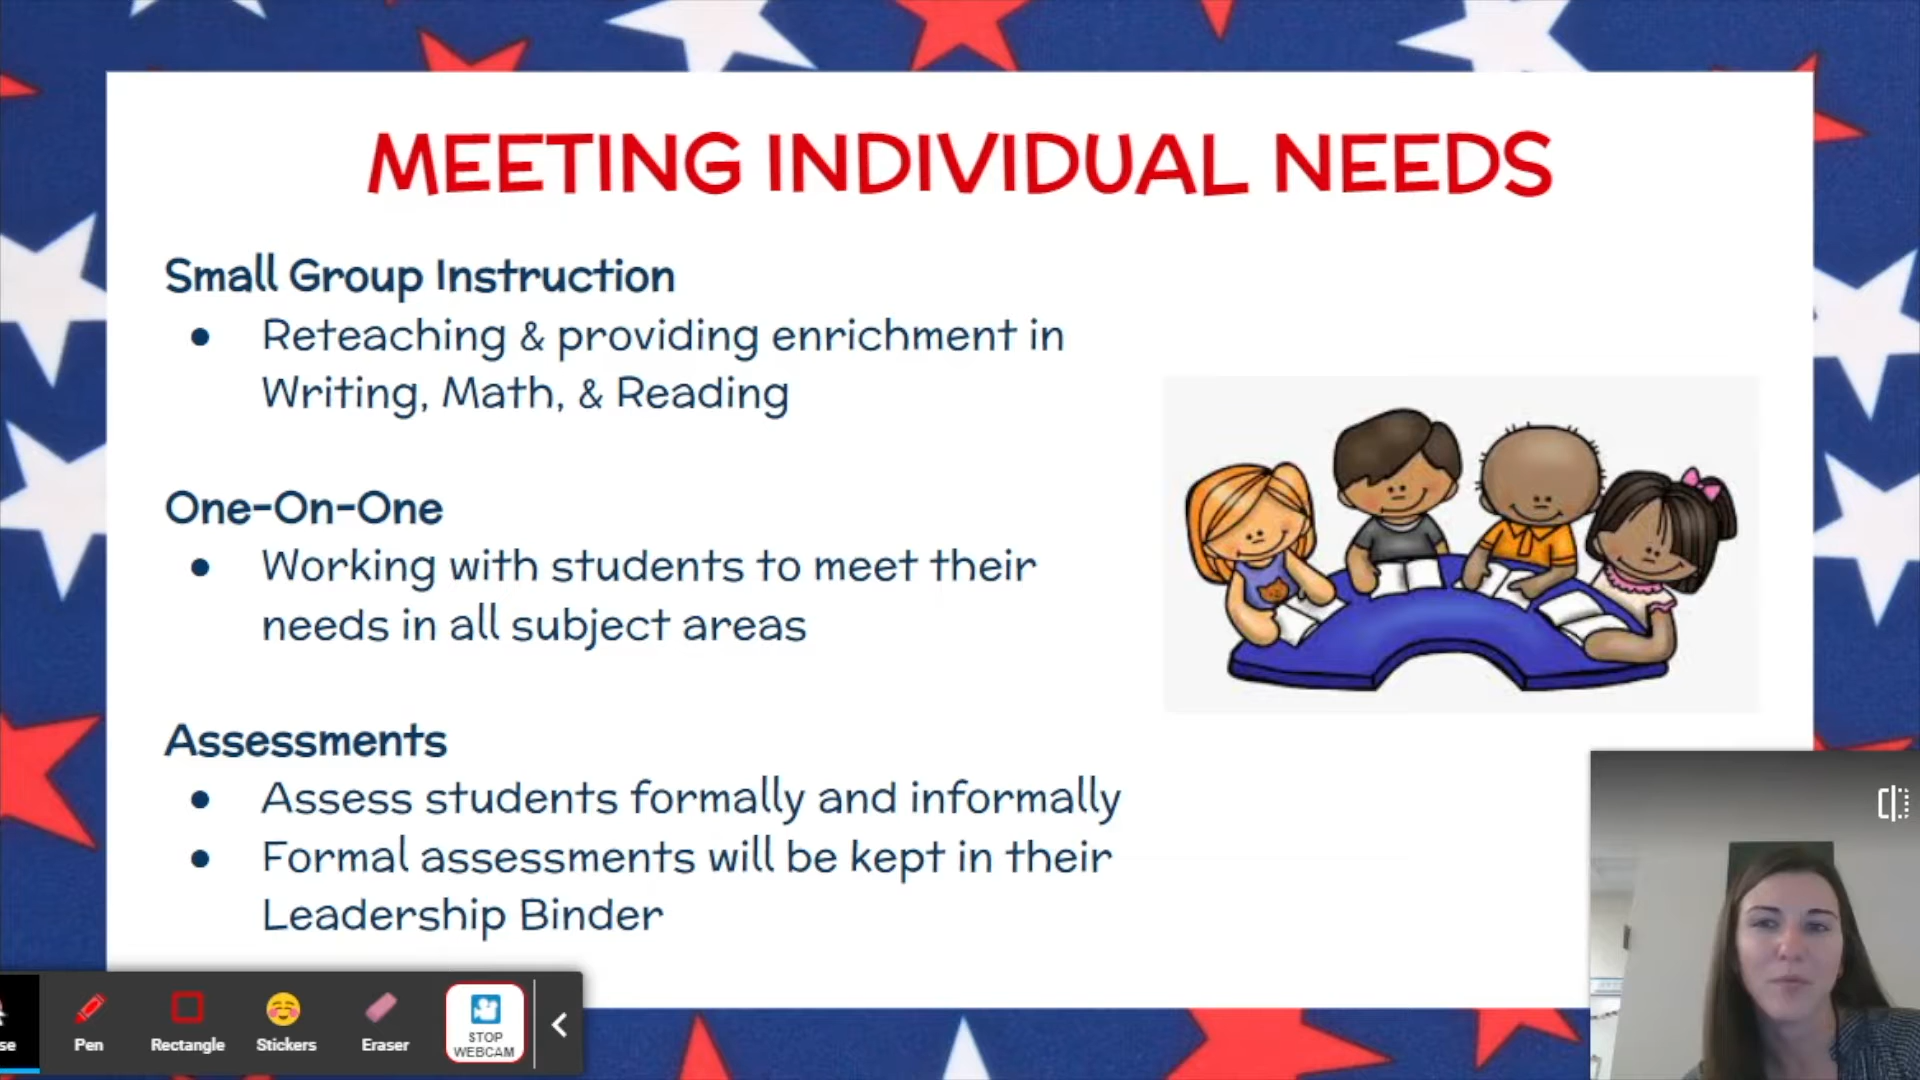 MEETING INDIVIDUAL NEEDS
Small Group Instruction
● Reteaching & providing enrichment in
Writing, Math, & Reading
One-On-One
● Working with students to meet their
needs in all subject areas
Assessments
● Assess students formally and informally
● Formal assessments will be kept in their
Leadership Binder
se
Pen
Rectangle
Stickers
Eraser
STOP
WEBCAM